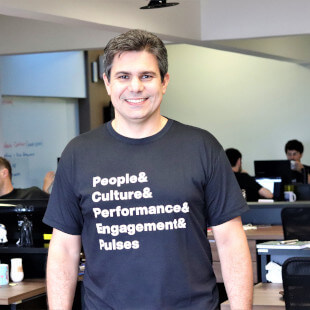 People&
Culture&
Performance&
Engagement&
Pulses